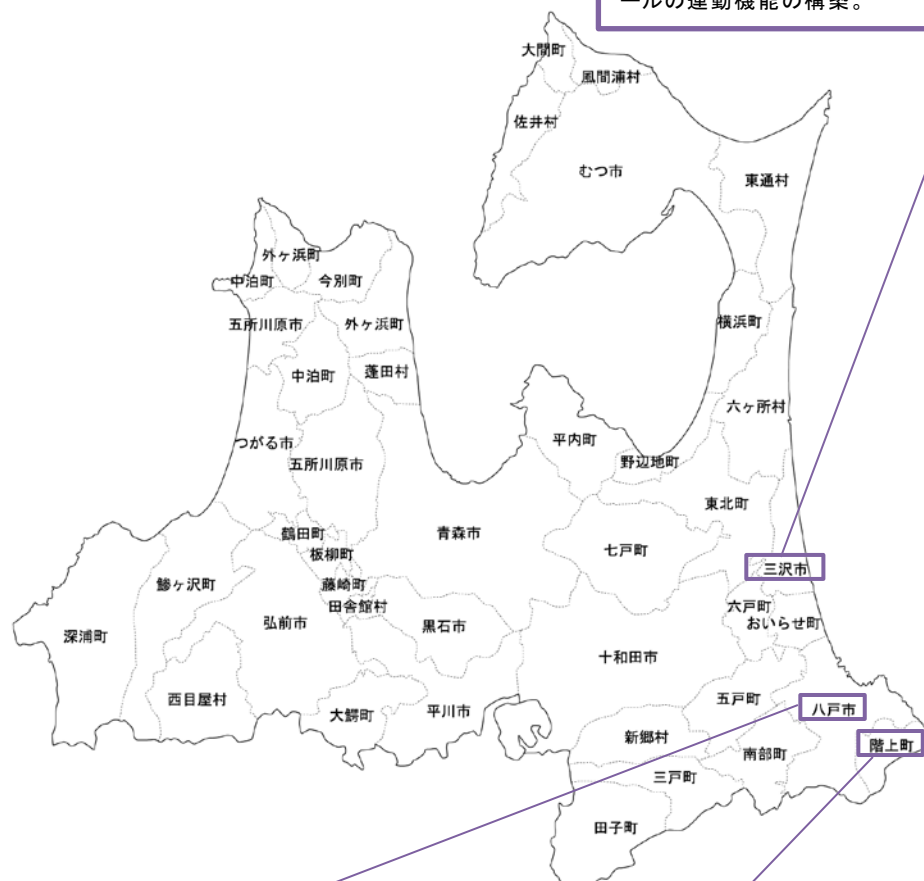 ールの連動機能の構築。
大間町
風間浦村
佐井村
むつ市
東通村
外ヶ浜町
中泊町
今別町
五所川原市
外ヶ浜町
横浜町
中泊町
蓬田村
六ヶ所村
つがる市
五所川原市
平内町
野辺地町
東北町
鶴田町
青森市
板柳町
七戸町
三沢市
鰺ヶ沢町
藤崎町
田舎館村
六戸町
弘前市
黒石市
おいらせ町
深浦町
十和田市
西目屋村
五戸町
大鰐町
平川市
八戸市
新郷村
階上町
南部町
三戸町
田子町